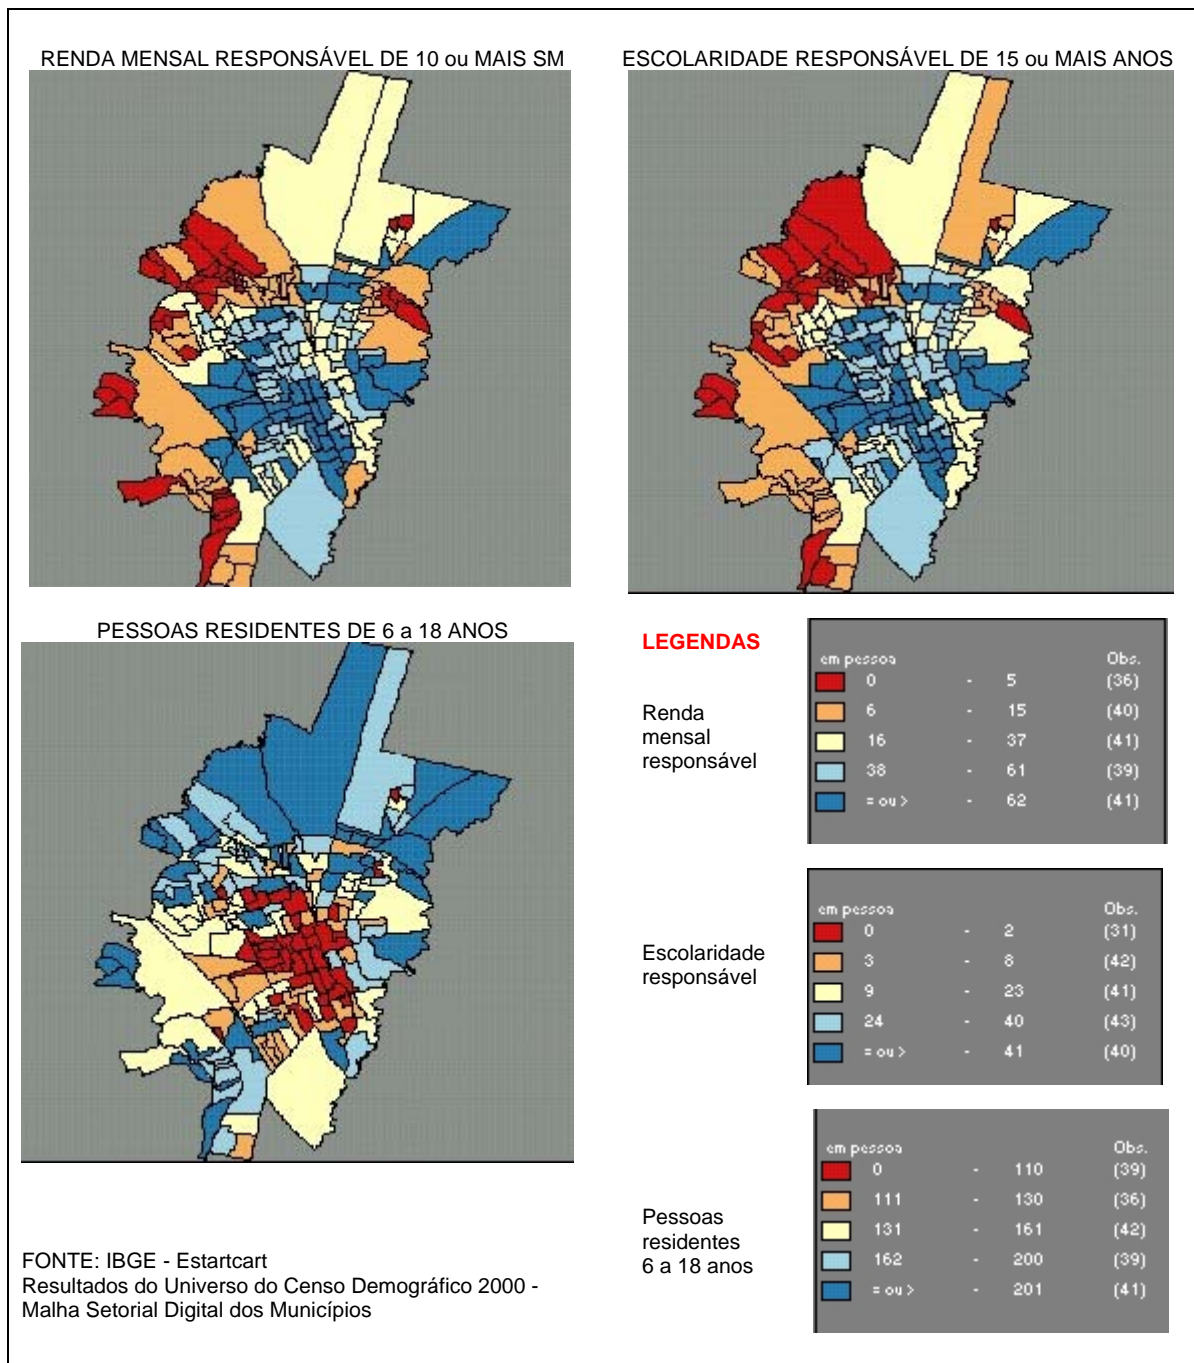 RENDA MENSAL RESPONSÁVEL DE 10 ou MAIS SM
ESCOLARIDADE RESPONSÁVEL DE 15 ou MAIS ANOS
PESSOAS RESIDENTES DE 6 a 18 ANOS
LEGENDAS
Renda
mensal
responsável
em pessoa Obs.
0 - 5 (36)
6 - 15 (40)
16 - 37 (41)
38 - 61 (39)
= ou > - 62 (41)
Escolaridade
responsável
em pessoa Obs.
0 - 2 (31)
3 - 8 (42)
9 - 23 (41)
24 - 40 (43)
= ou > - 41 (40)
Pessoas
residentes
6 a 18 anos
em pessoa Obs.
0 - 110 (39)
111 - 130 (36)
131 - 161 (42)
162 - 200 (39)
= ou > - 201 (41)
FONTE: IBGE - Estartcart
Resultados do Universo do Censo Demográfico 2000 -
Malha Setorial Digital dos Municípios